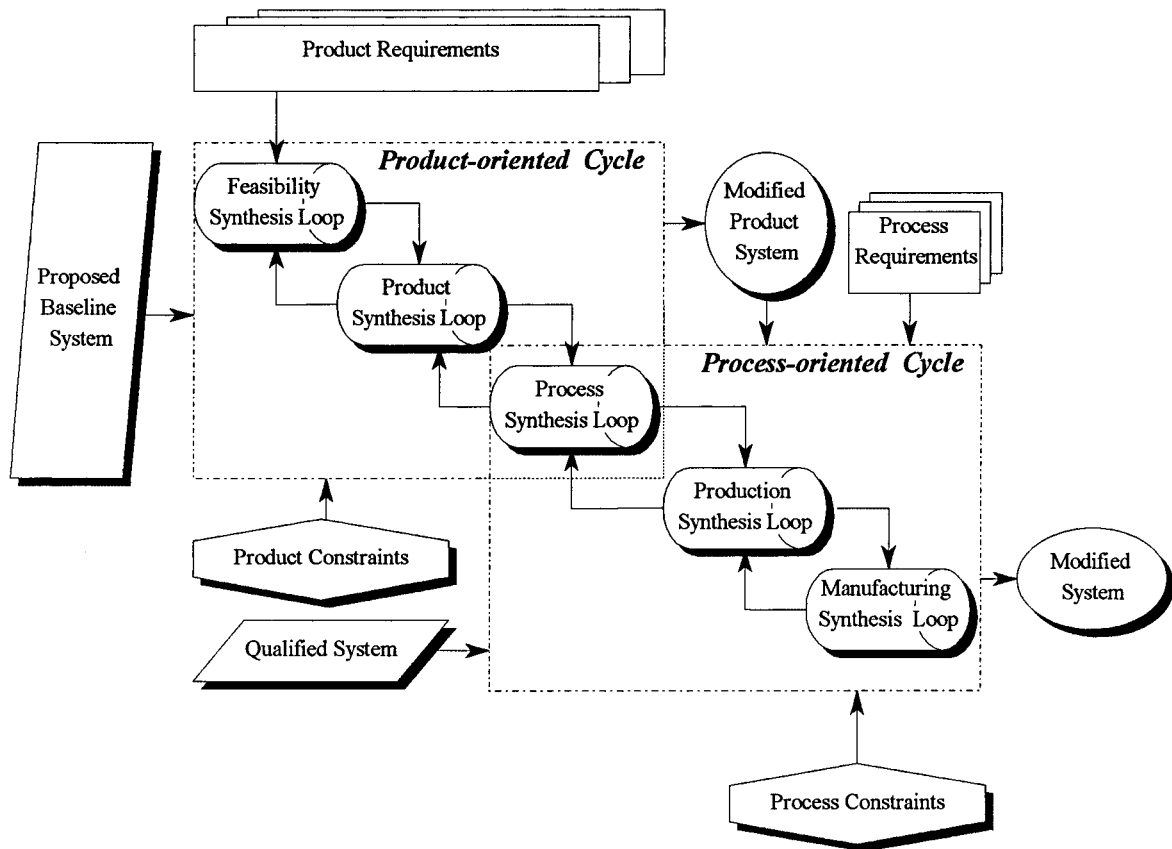 Product Requirements
Product-oriented Cycle
Feasibility
Synthesis Loop
Modified
Product
System
Process
Requirements
Proposed
Baseline
System
Product
Synthesis Loop
Process-oriented Cycle
Process
Synthesis Loop
Production
Synthesis Loop
Product Constraints
Manufacturing
Synthesis Loop
Modified
System
Qualified System
Process Constraints